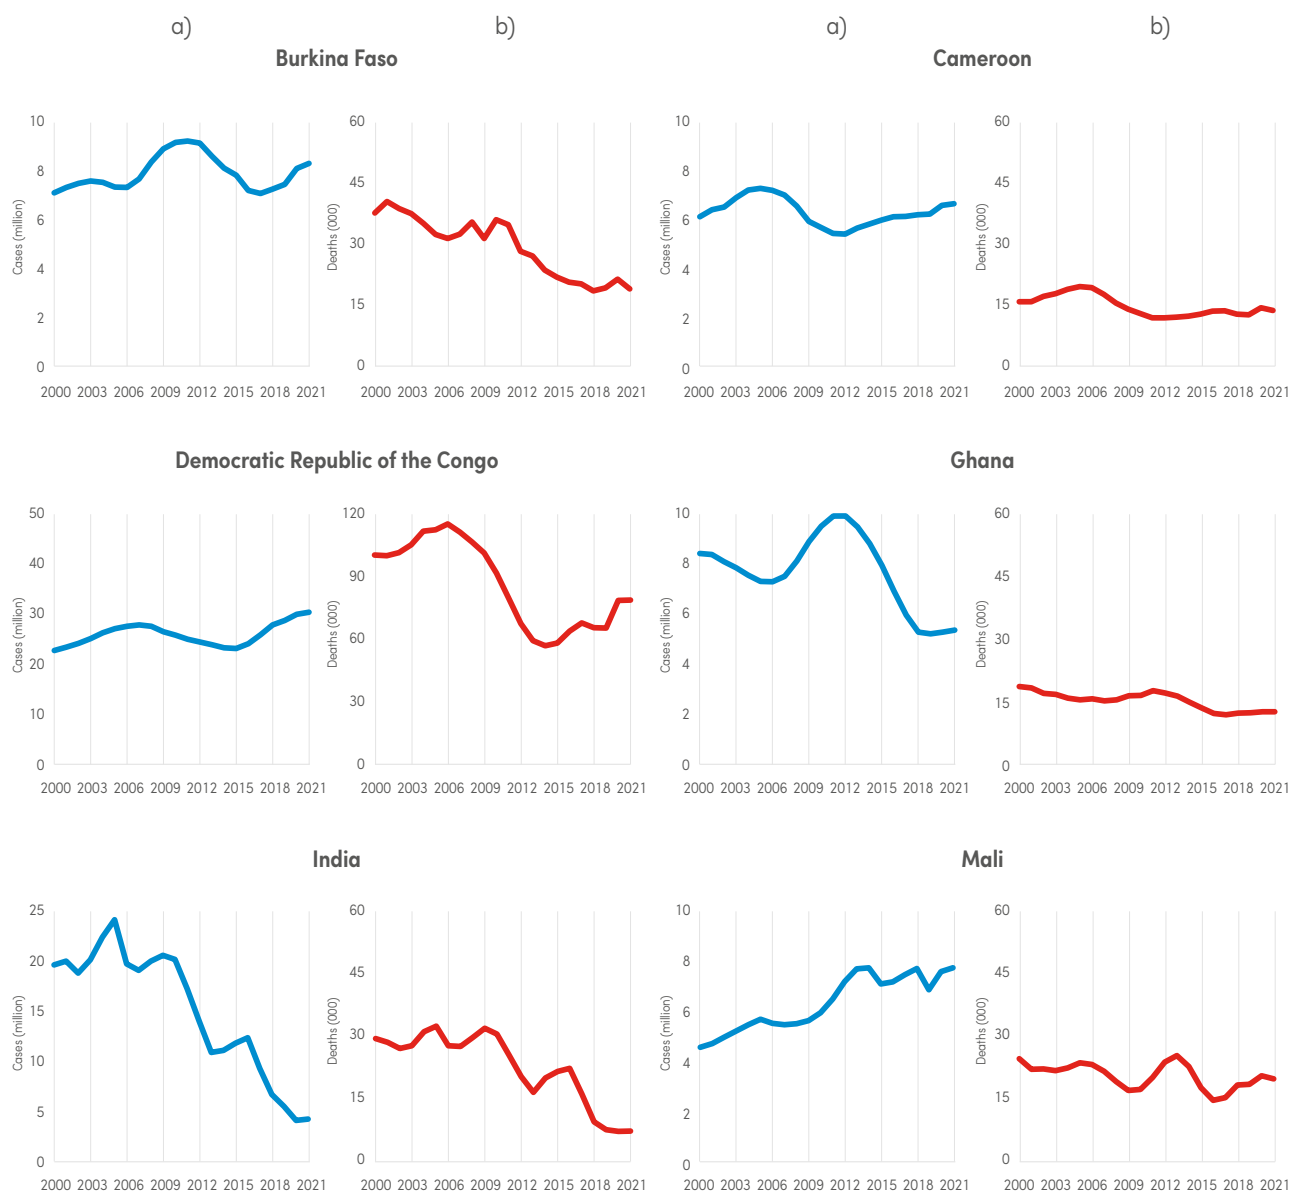 a) b) a) b)
Burkina Faso Cameroon
10 60 10 60
8 45 8 45
6 30 6 30
4 15 4 15
2 0 2 0
0 0
Cases (million) Deaths (000) Cases (million) Deaths (000)
2000 2003 2006 2009 2012 2015 2018 2021 2000 2003 2006 2009 2012 2015 2018 2021 2000 2003 2006 2009 2012 2015 2018 2021 2000 2003 2006 2009 2012 2015 2018 2021
Democratic Republic of the Congo Ghana
50 120 10 60
40 90 8 45
30 60 6 30
20 30 4 15
10 0 2 0
0 0
Cases (million) Deaths (000) Cases (million) Deaths (000)
2000 2003 2006 2009 2012 2015 2018 2021 2000 2003 2006 2009 2012 2015 2018 2021 2000 2003 2006 2009 2012 2015 2018 2021 2000 2003 2006 2009 2012 2015 2018 2021
India Mali
25 60 10 60
20 45 8 45
15 30 6 30
10 15 4 15
5 0 2 0
0 0
Cases (million) Deaths (000) Cases (million) Deaths (000)
2000 2003 2006 2009 2012 2015 2018 2021 2000 2003 2006 2009 2012 2015 2018 2021 2000 2003 2006 2009 2012 2015 2018 2021 2000 2003 2006 2009 2012 2015 2018 2021